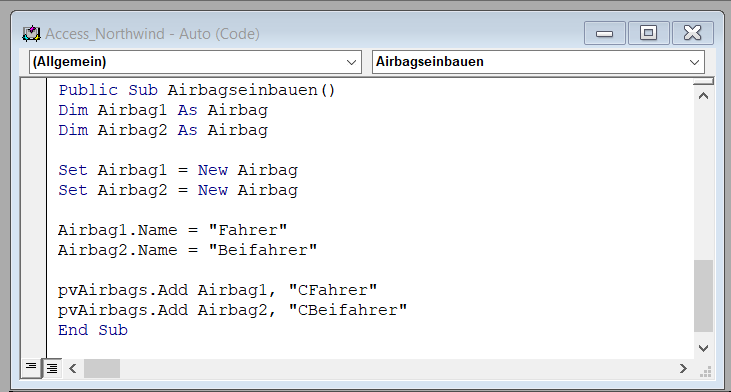 Access_Northwind - Auto (Code)
(Allgemein) Airbagseinbauen
Public Sub Airbagseinbauen()
Dim Airbag1 As Airbag
Dim Airbag2 As Airbag
Set Airbag1 = New Airbag
Set Airbag2 = New Airbag
Airbag1.Name = "Fahrer"
Airbag2.Name = "Beifahrer"
pvAirbags.Add Airbag1, "CFahrer"
pvAirbags.Add Airbag2, "CBeifahrer"
End Sub